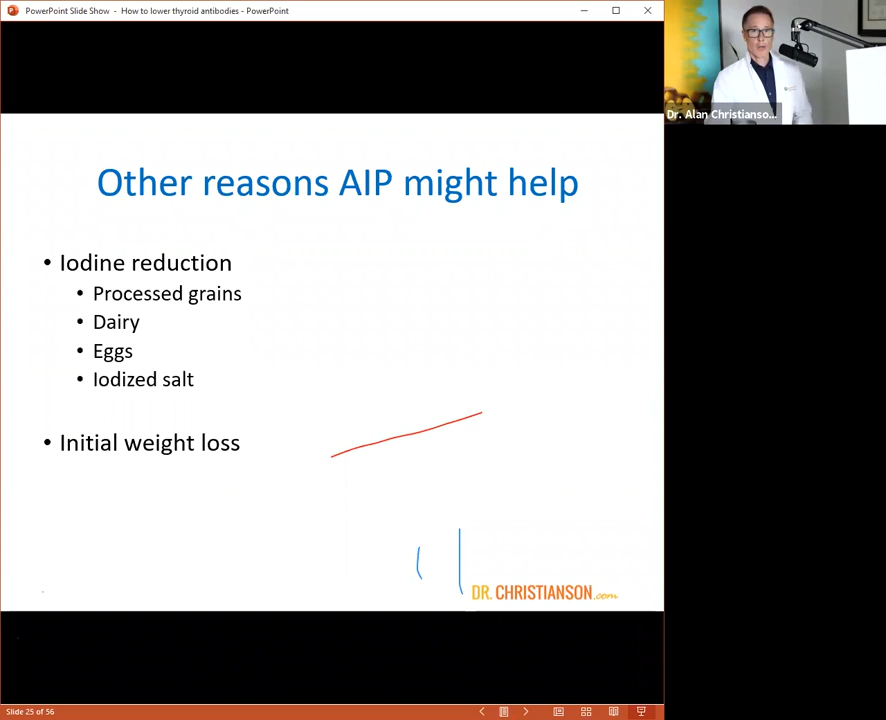 PowerPoint Slide Show - How to lower thyroid antibodies - PowerPoint
Dr. Alan Christianso...
Other reasons AIP might help
• Iodine reduction
• Processed grains
• Dairy
• Eggs
• Iodized salt
• Initial weight loss
DR. CHRISTIANSON.com
Slide 25 of 56